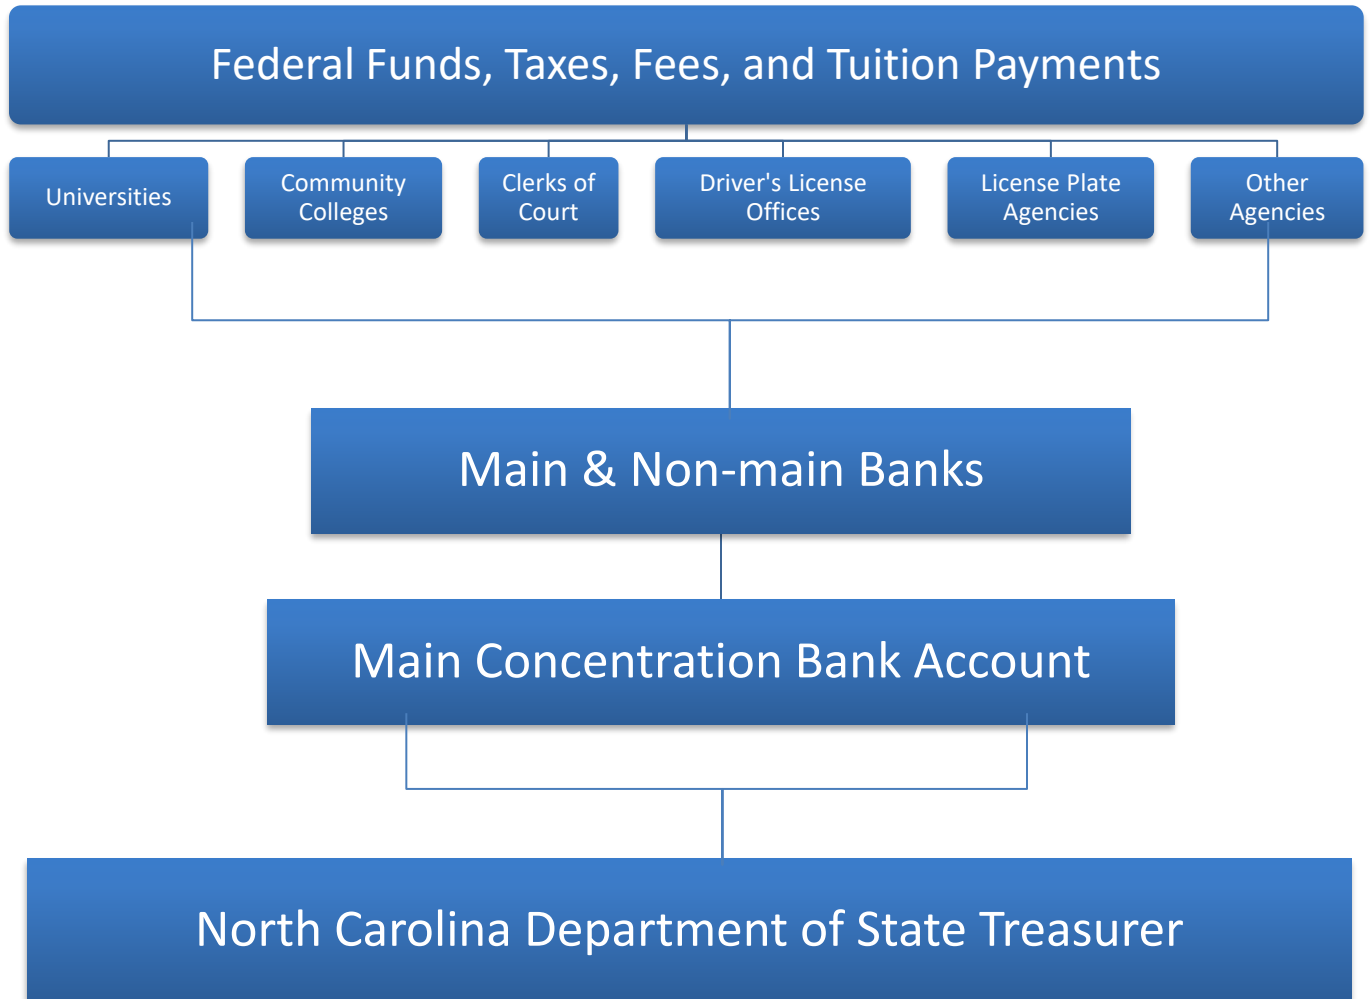 Federal Funds, Taxes, Fees, and Tuition Payments
Universities
Community
Colleges
Clerks of
Court
Driver's License
Offices
License Plate
Agencies
Other
Agencies
Main & Non-main Banks
Main Concentration Bank Account
North Carolina Department of State Treasurer